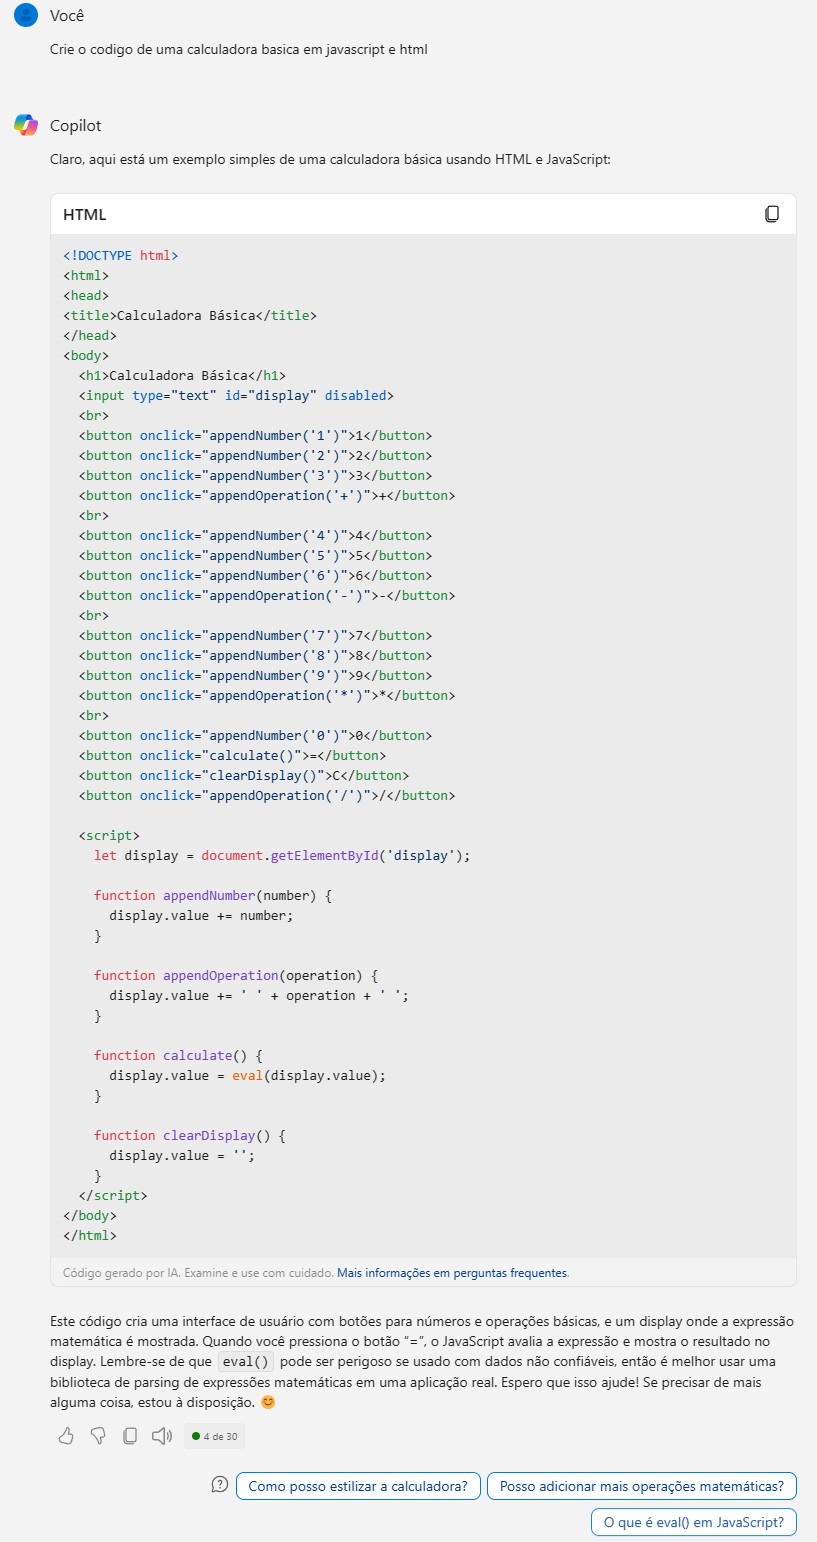 Você
Crie o codigo de uma calculadora basica em javascript e html
Copilot
Claro, aqui está um exemplo simples de uma calculadora básica usando HTML e JavaScript:
HTML
<!DOCTYPE html>
<html>
<head>
<title>Calculadora Básica</title>
</head>
<body>
  <h1>Calculadora Básica</h1>
  <input type="text" id="display" disabled>
  <br>
  <button onclick="appendNumber('1')">1</button>
  <button onclick="appendNumber('2')">2</button>
  <button onclick="appendNumber('3')">3</button>
  <button onclick="appendOperation('+')">+</button>
  <br>
  <button onclick="appendNumber('4')">4</button>
  <button onclick="appendNumber('5')">5</button>
  <button onclick="appendNumber('6')">6</button>
  <button onclick="appendOperation('-')">-</button>
  <br>
  <button onclick="appendNumber('7')">7</button>
  <button onclick="appendNumber('8')">8</button>
  <button onclick="appendNumber('9')">9</button>
  <button onclick="appendOperation('*')">*</button>
  <br>
  <button onclick="appendNumber('0')">0</button>
  <button onclick="calculate()">=</button>
  <button onclick="clearDisplay()">C</button>
  <button onclick="appendOperation('/')">/</button>
  <script>
    let display = document.getElementById('display');
    function appendNumber(number) {
      display.value += number;
    }
    function appendOperation(operation) {
      display.value += ' ' + operation + ' ';
    }
    function calculate() {
      display.value = eval(display.value);
    }
    function clearDisplay() {
      display.value = '';
    }
  </script>
</body>
</html>
Código gerado por IA. Examine e use com cuidado. Mais informações em perguntas frequentes.
Este código cria uma interface de usuário com botões para números e operações básicas, e um display onde a expressão
matemática é mostrada. Quando você pressiona o botão “=”, o JavaScript avalia a expressão e mostra o resultado no
display. Lembre-se de que eval() pode ser perigoso se usado com dados não confiáveis, então é melhor usar uma
biblioteca de parsing de expressões matemáticas em uma aplicação real. Espero que isso ajude! Se precisar de mais
alguma coisa, estou à disposição. 😊
4 de 30
Como posso estilizar a calculadora?
Posso adicionar mais operações matemáticas?
O que é eval() em JavaScript?